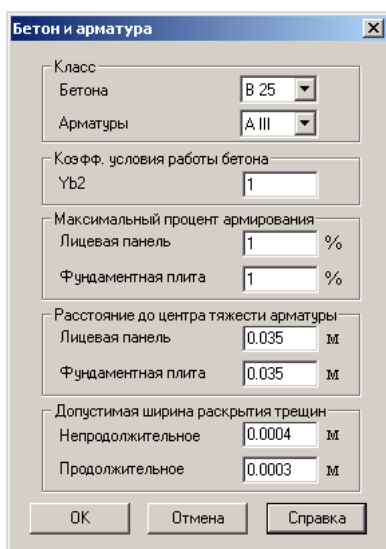 Бетон и арматура
Класс
Бетона B 25
Арматуры A III
Коэфф. условия работы бетона
Yb2 1
Максимальный процент армирования
Лицевая панель 1 %
Фундаментная плита 1 %
Расстояние до центра тяжести арматуры
Лицевая панель 0.035 м
Фундаментная плита 0.035 м
Допустимая ширина раскрытия трещин
Непродолжительное 0.0004 м
Продолжительное 0.0003 м
OK Отмена Справка